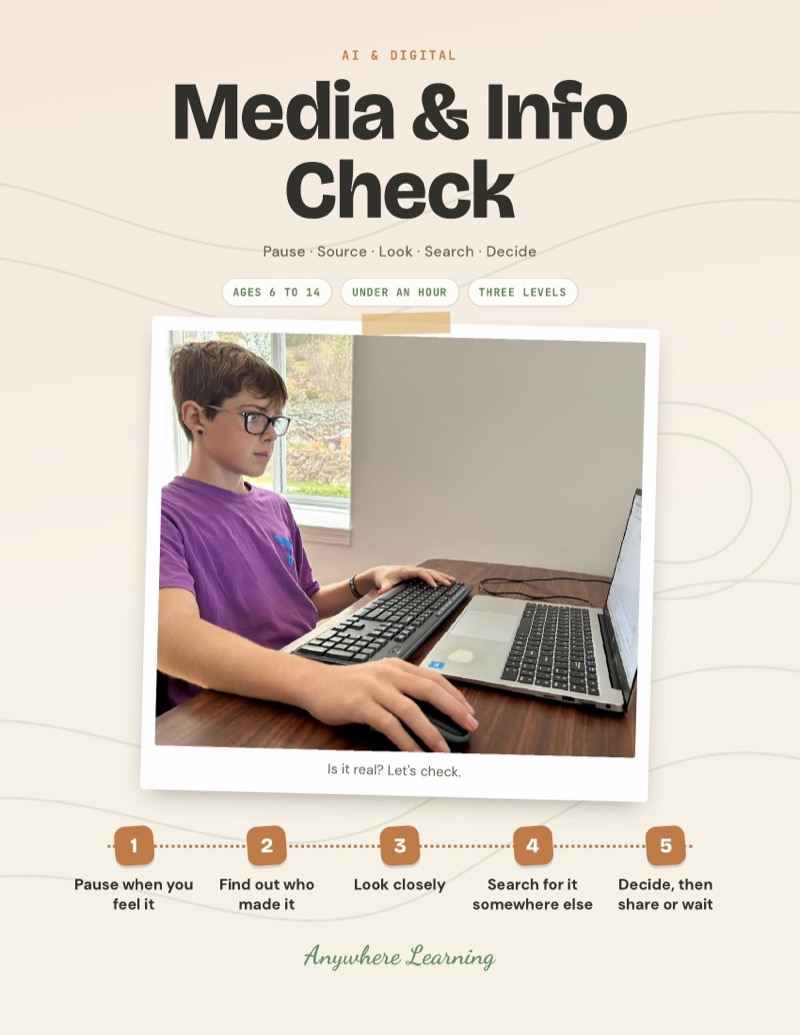 AI & DIGITAL
Media & Info
Check
Pause · Source · Look · Search · Decide
AGES 6 TO 14
UNDER AN HOUR
THREE LEVELS
Is it real? Let's check.
1
2
3
4
5
Pause when you
feel it
Find out who
made it
Look closely
Search for it
somewhere else
Decide, then
share or wait
Anywhere Learning